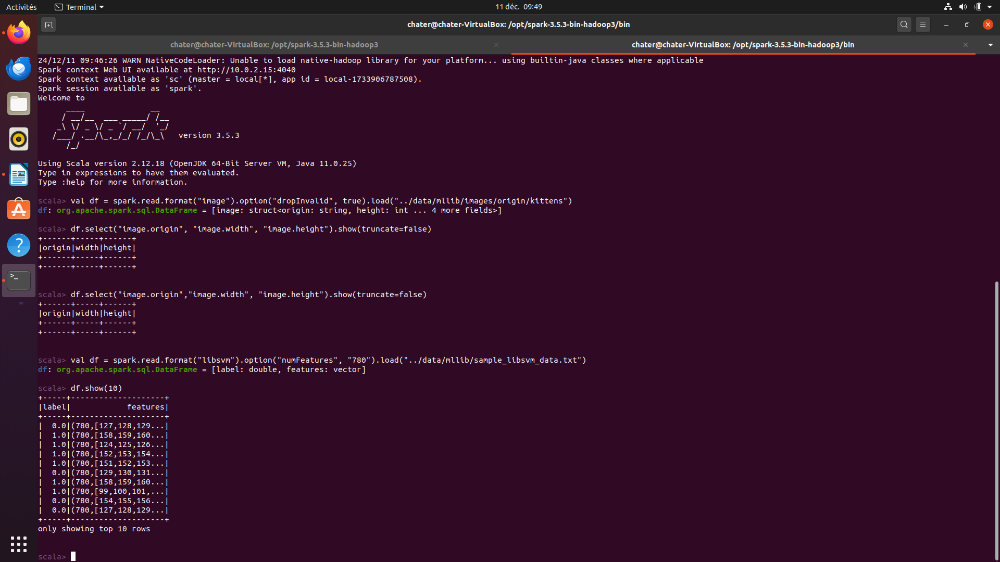 Activités
Terminal
11 déc. 09:49
chater@chater-VirtualBox: /opt/spark-3.5.3-bin-hadoop3/bin
chater@chater-VirtualBox: /opt/spark-3.5.3-bin-hadoop3
chater@chater-VirtualBox: /opt/spark-3.5.3-bin-hadoop3/bin
24/12/11 09:46:26 WARN NativeCodeLoader: Unable to load native-hadoop library for your platform... using builtin-java classes where applicable
Spark context Web UI available at http://10.0.2.15:4040
Spark context available as 'sc' (master = local[*], app id = local-1733906787508).
Spark session available as 'spark'.
Welcome to
      ____              __
     / __/__  ___ _____/ /__
    _\ \/ _ \/ _ `/ __/  '_/
   /___/ .__/\_,_/_/ /_/\_\   version 3.5.3
      /_/
Using Scala version 2.12.18 (OpenJDK 64-Bit Server VM, Java 11.0.25)
Type in expressions to have them evaluated.
Type :help for more information.
scala> val df = spark.read.format("image").option("dropInvalid", true).load("../data/mllib/images/origin/kittens")
df: org.apache.spark.sql.DataFrame = [image: struct<origin: string, height: int ... 4 more fields>]
scala> df.select("image.origin", "image.width", "image.height").show(truncate=false)
+------+-----+------+
|origin|width|height|
+------+-----+------+
+------+-----+------+
scala> df.select("image.origin","image.width", "image.height").show(truncate=false)
+------+-----+------+
|origin|width|height|
+------+-----+------+
+------+-----+------+
scala> val df = spark.read.format("libsvm").option("numFeatures", "780").load("../data/mllib/sample_libsvm_data.txt")
df: org.apache.spark.sql.DataFrame = [label: double, features: vector]
scala> df.show(10)
+-----+--------------------+
|label|            features|
+-----+--------------------+
|  0.0|(780,[127,128,129...|
|  1.0|(780,[158,159,160...|
|  1.0|(780,[124,125,126...|
|  1.0|(780,[152,153,154...|
|  1.0|(780,[151,152,153...|
|  0.0|(780,[129,130,131...|
|  1.0|(780,[158,159,160...|
|  1.0|(780,[99,100,101,...|
|  0.0|(780,[154,155,156...|
|  0.0|(780,[127,128,129...|
+-----+--------------------+
only showing top 10 rows
scala>